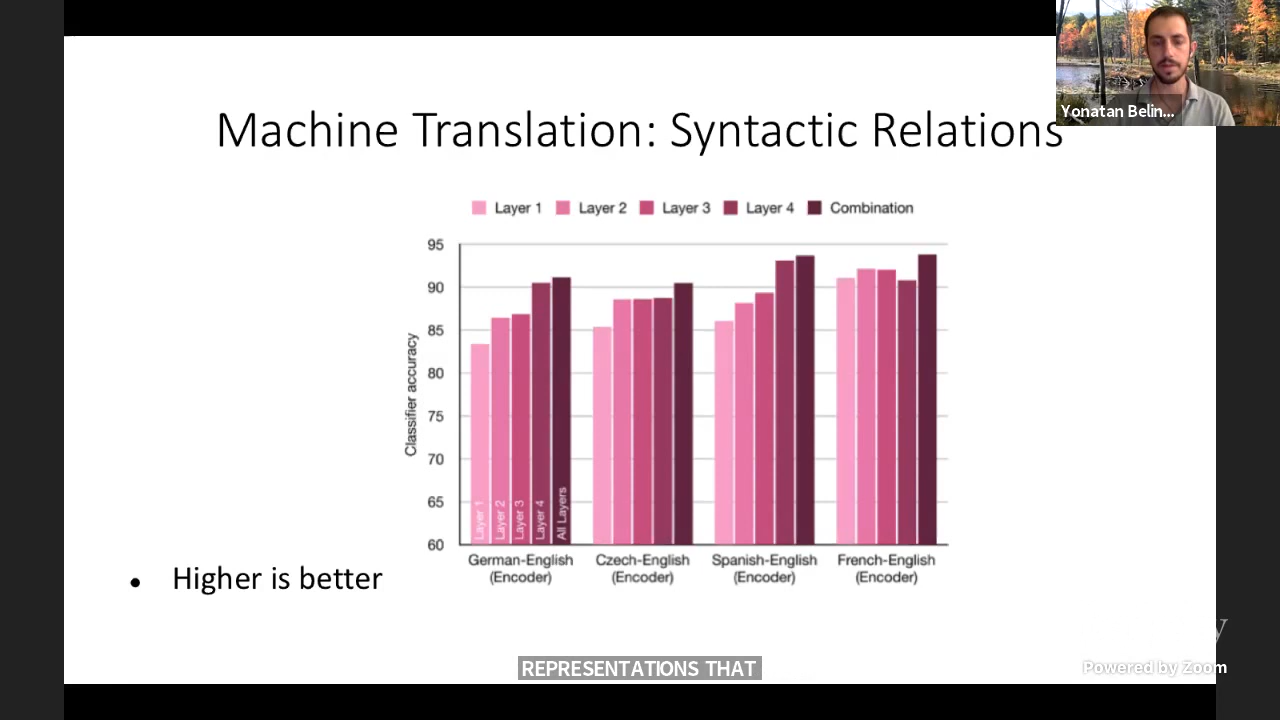 Yonatan Belin...
Machine Translation: Syntactic Relations
Layer 1 Layer 2 Layer 3 Layer 4 Combination
95
90
85
80
75
70
65
60
Classifier accuracy
Layer 1
Layer 2
Layer 3
Layer 4
All Layers
German-English
(Encoder)
Czech-English
(Encoder)
Spanish-English
(Encoder)
French-English
(Encoder)
• Higher is better
REPRESENTATIONS THAT
y
Powered by Zoom